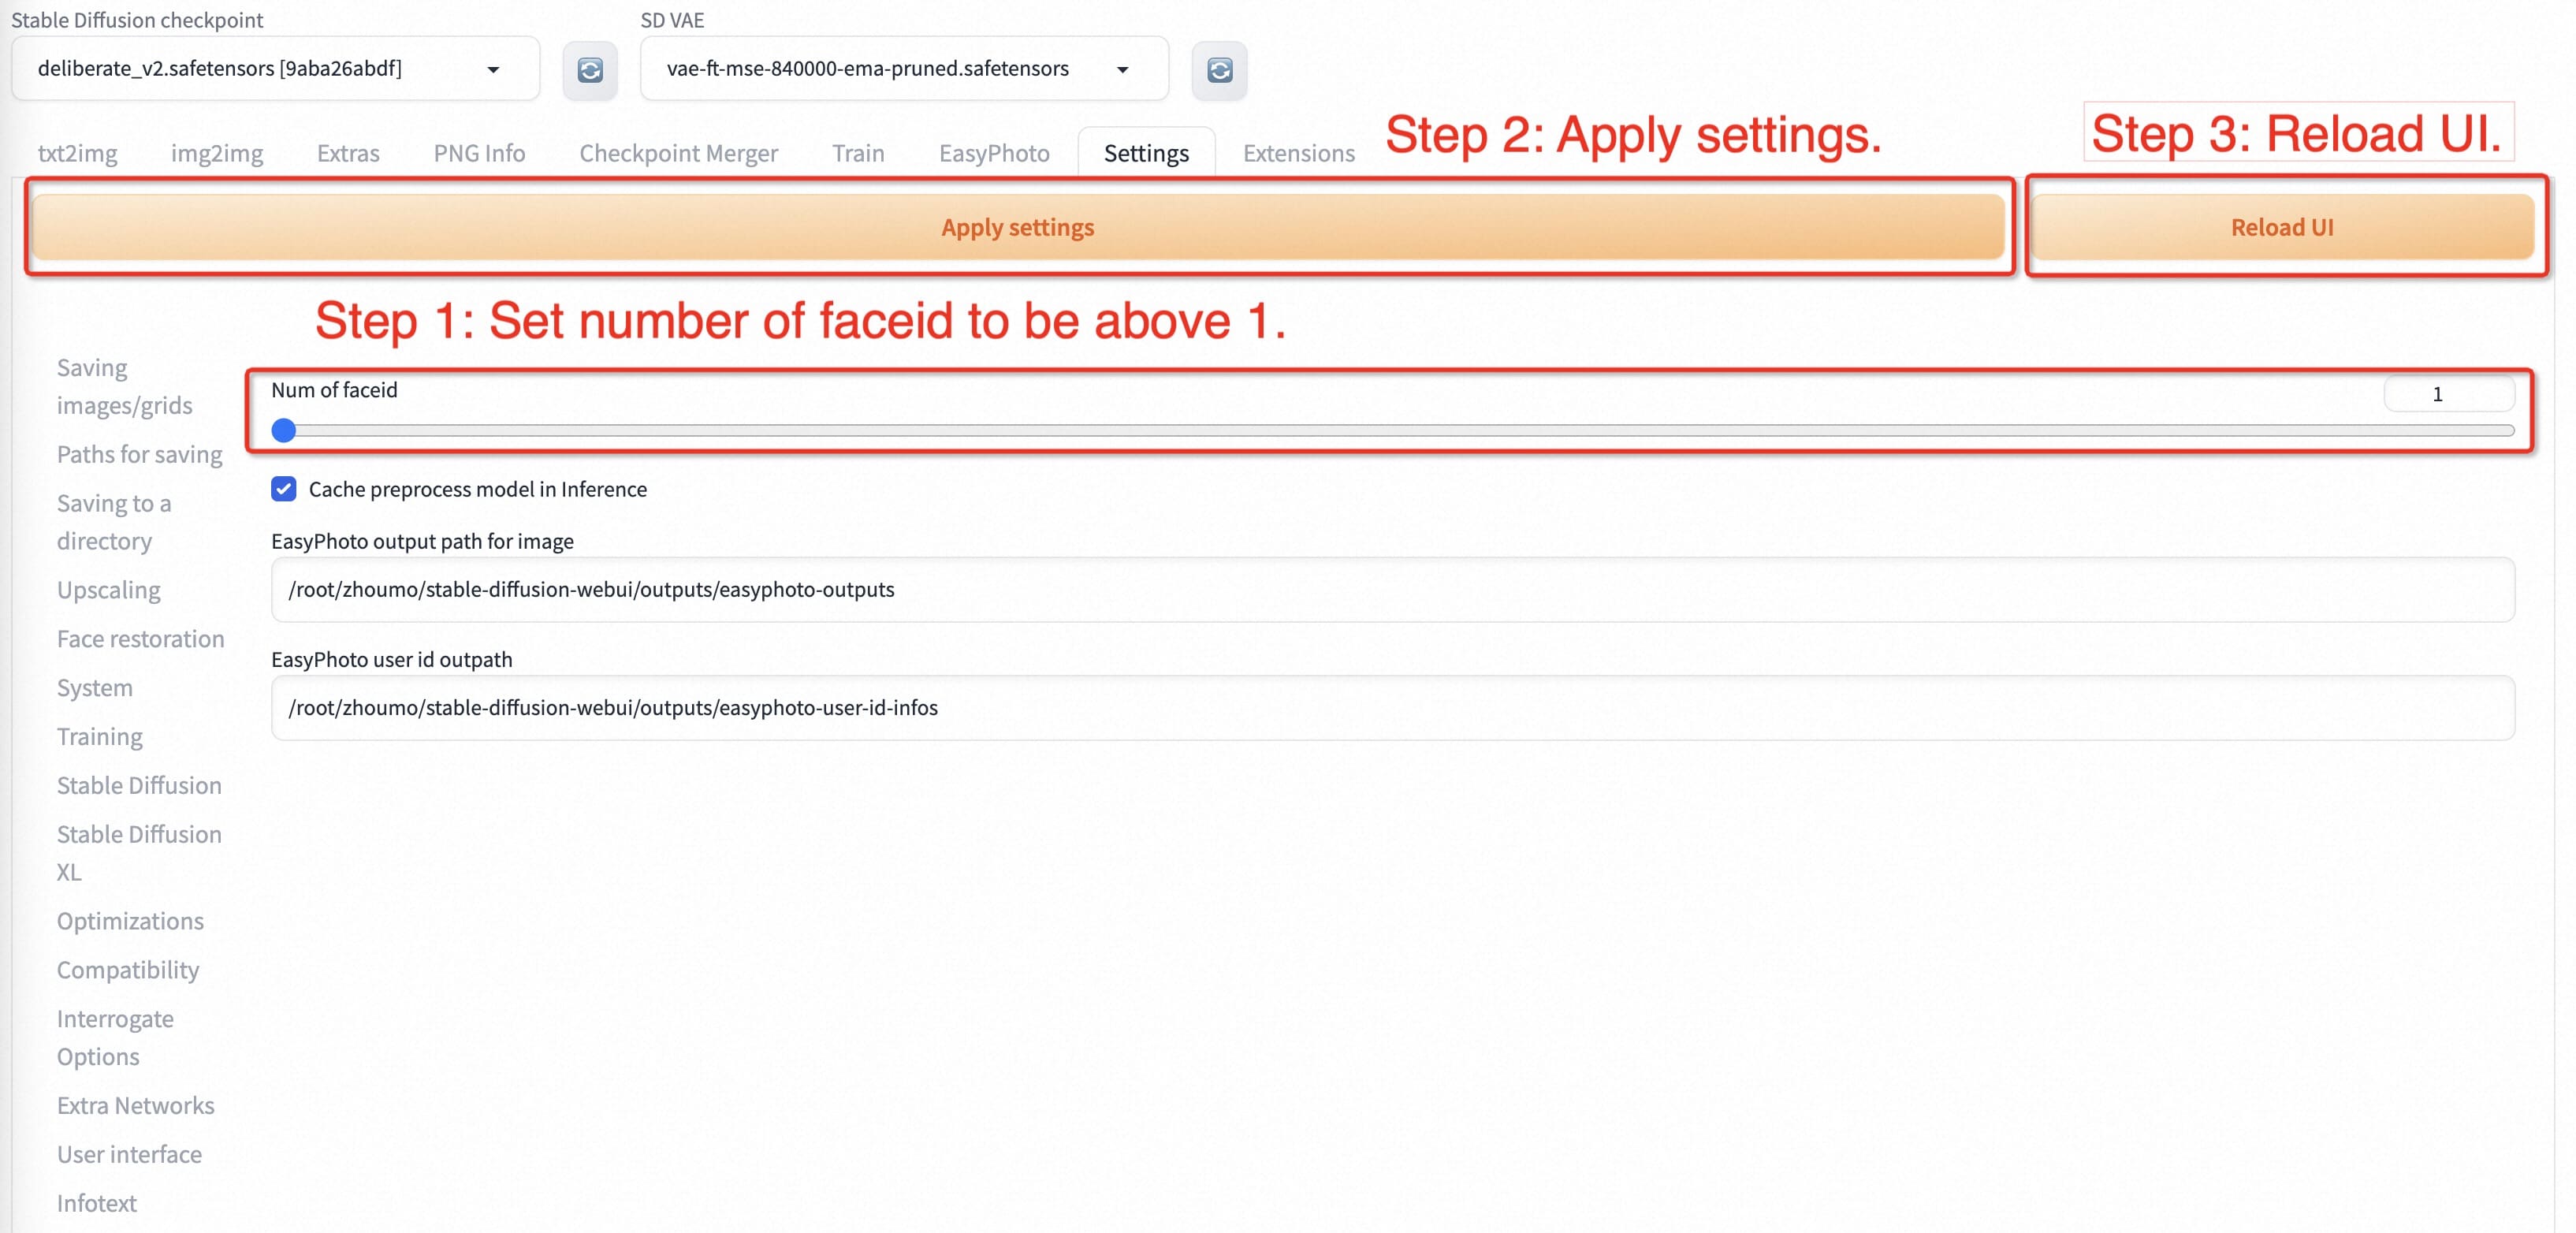 Stable Diffusion checkpoint
SD VAE
deliberate_v2.safetensors [9aba26abdf]
vae-ft-mse-840000-ema-pruned.safetensors
Step 2: Apply settings.
Step 3: Reload UI.
txt2img
img2img
Extras
PNG Info
Checkpoint Merger
Train
EasyPhoto
Settings
Extensions
Apply settings
Reload UI
Step 1: Set number of faceid to be above 1.
Saving
images/grids
Paths for saving
Saving to a
directory
Upscaling
Face restoration
System
Training
Stable Diffusion
Stable Diffusion
XL
Optimizations
Compatibility
Interrogate
Options
Extra Networks
User interface
Infotext
Num of faceid
1
Cache preprocess model in Inference
EasyPhoto output path for image
/root/zhoumo/stable-diffusion-webui/outputs/easyphoto-outputs
EasyPhoto user id outpath
/root/zhoumo/stable-diffusion-webui/outputs/easyphoto-user-id-infos